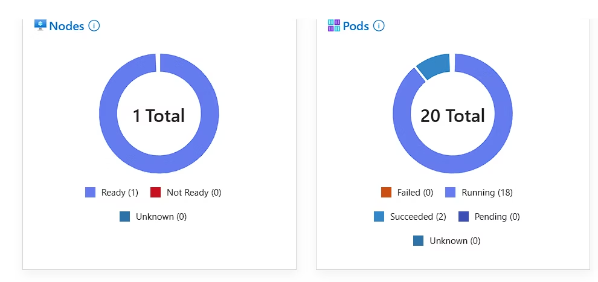 Nodes
1 Total
Ready (1) Not Ready (0)
Unknown (0)
Pods
20 Total
Failed (0) Running (18)
Succeeded (2) Pending (0)
Unknown (0)